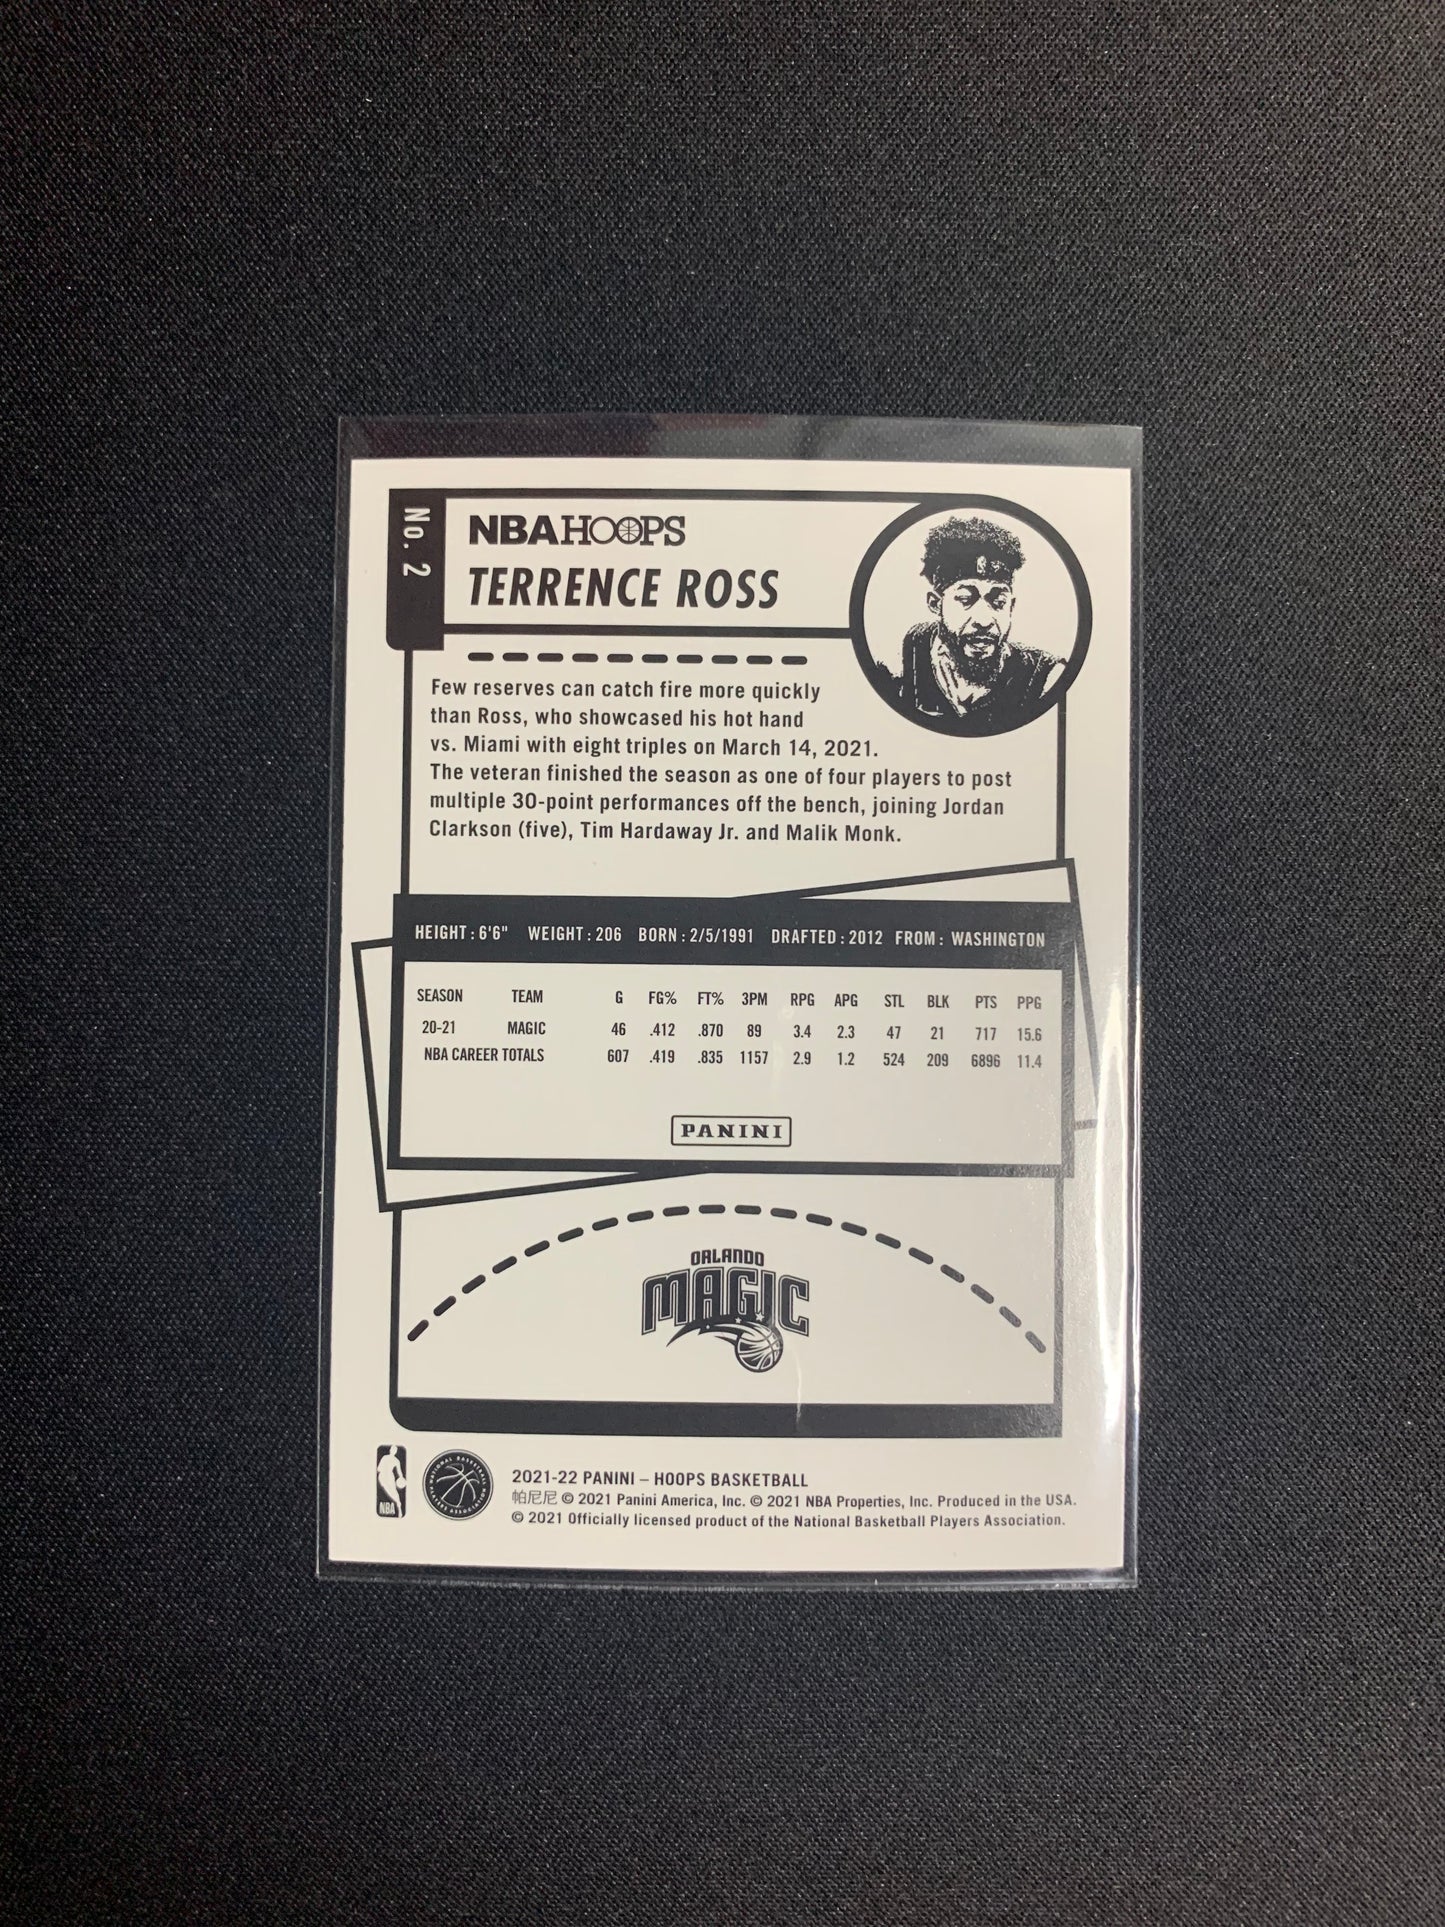 No. 2
NBA HOOPS
TERRENCE ROSS
Few reserves can catch fire more quickly
than Ross, who showcased his hot hand
vs. Miami with eight triples on March 14, 2021.
The veteran finished the season as one of four players to post
multiple 30-point performances off the bench, joining Jordan
Clarkson (five), Tim Hardaway Jr. and Malik Monk.
HEIGHT : 6'6" WEIGHT : 206 BORN : 2/5/1991 DRAFTED : 2012 FROM : WASHINGTON
SEASON TEAM G FG% FT% 3PM RPG APG STL BLK PTS PPG
20-21 MAGIC 46 .412 .870 89 3.4 2.3 47 21 717 15.6
NBA CAREER TOTALS 607 .419 .835 1157 2.9 1.2 524 209 6896 11.4
PANINI
ORLANDO
MAGIC
NBA
NATIONAL BASKETBALL PLAYERS ASSOCIATION
2021-22 PANINI – HOOPS BASKETBALL
帕尼尼 © 2021 Panini America, Inc. © 2021 NBA Properties, Inc. Produced in the USA.
© 2021 Officially licensed product of the National Basketball Players Association.